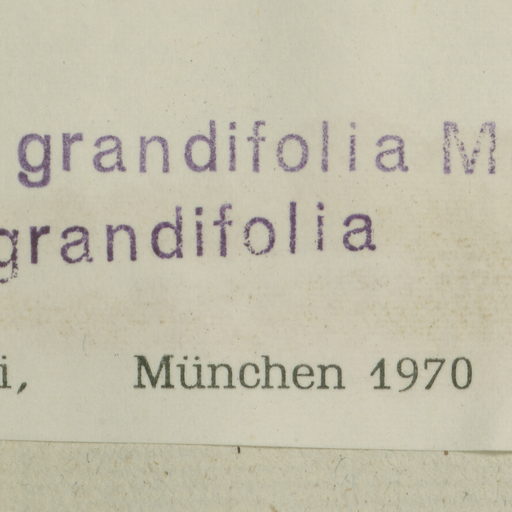 grandifolia M
grandifolia
i, München 1970